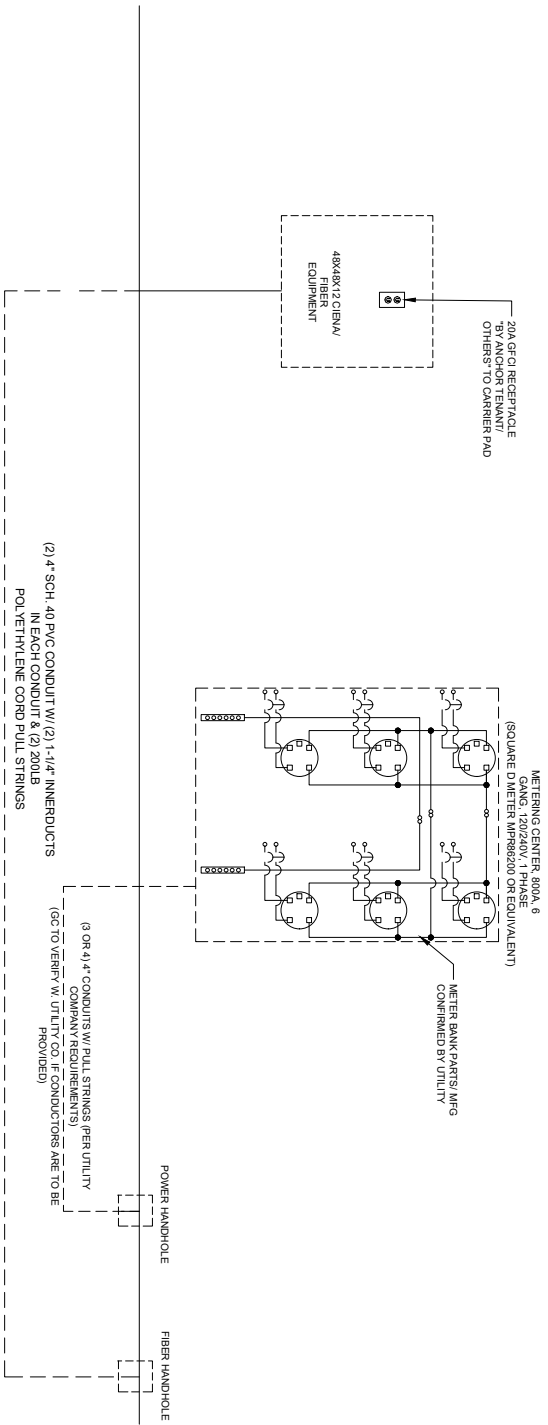 20A GFCI RECEPTACLE
"BY ANCHOR TENANT/
OTHERS" TO CARRIER PAD
48X48X12 CIENA/
FIBER
EQUIPMENT
METERING CENTER, 800A, 6
GANG, 120/240V, 1 PHASE
(SQUARE D METER MPR86200 OR EQUIVALENT)
METER BANK PARTS/ MFG
CONFIRMED BY UTILITY
POWER HANDHOLE
FIBER HANDHOLE
(3 OR 4) 4" CONDUITS W/ PULL STRINGS (PER UTILITY
COMPANY REQUIREMENTS)
(GC TO VERIFY W. UTILITY CO. IF CONDUCTORS ARE TO BE
PROVIDED)
(2) 4" SCH. 40 PVC CONDUIT W/ (2) 1-1/4" INNERDUCTS
IN EACH CONDUIT & (2) 200LB
POLYETHYLENE CORD PULL STRINGS